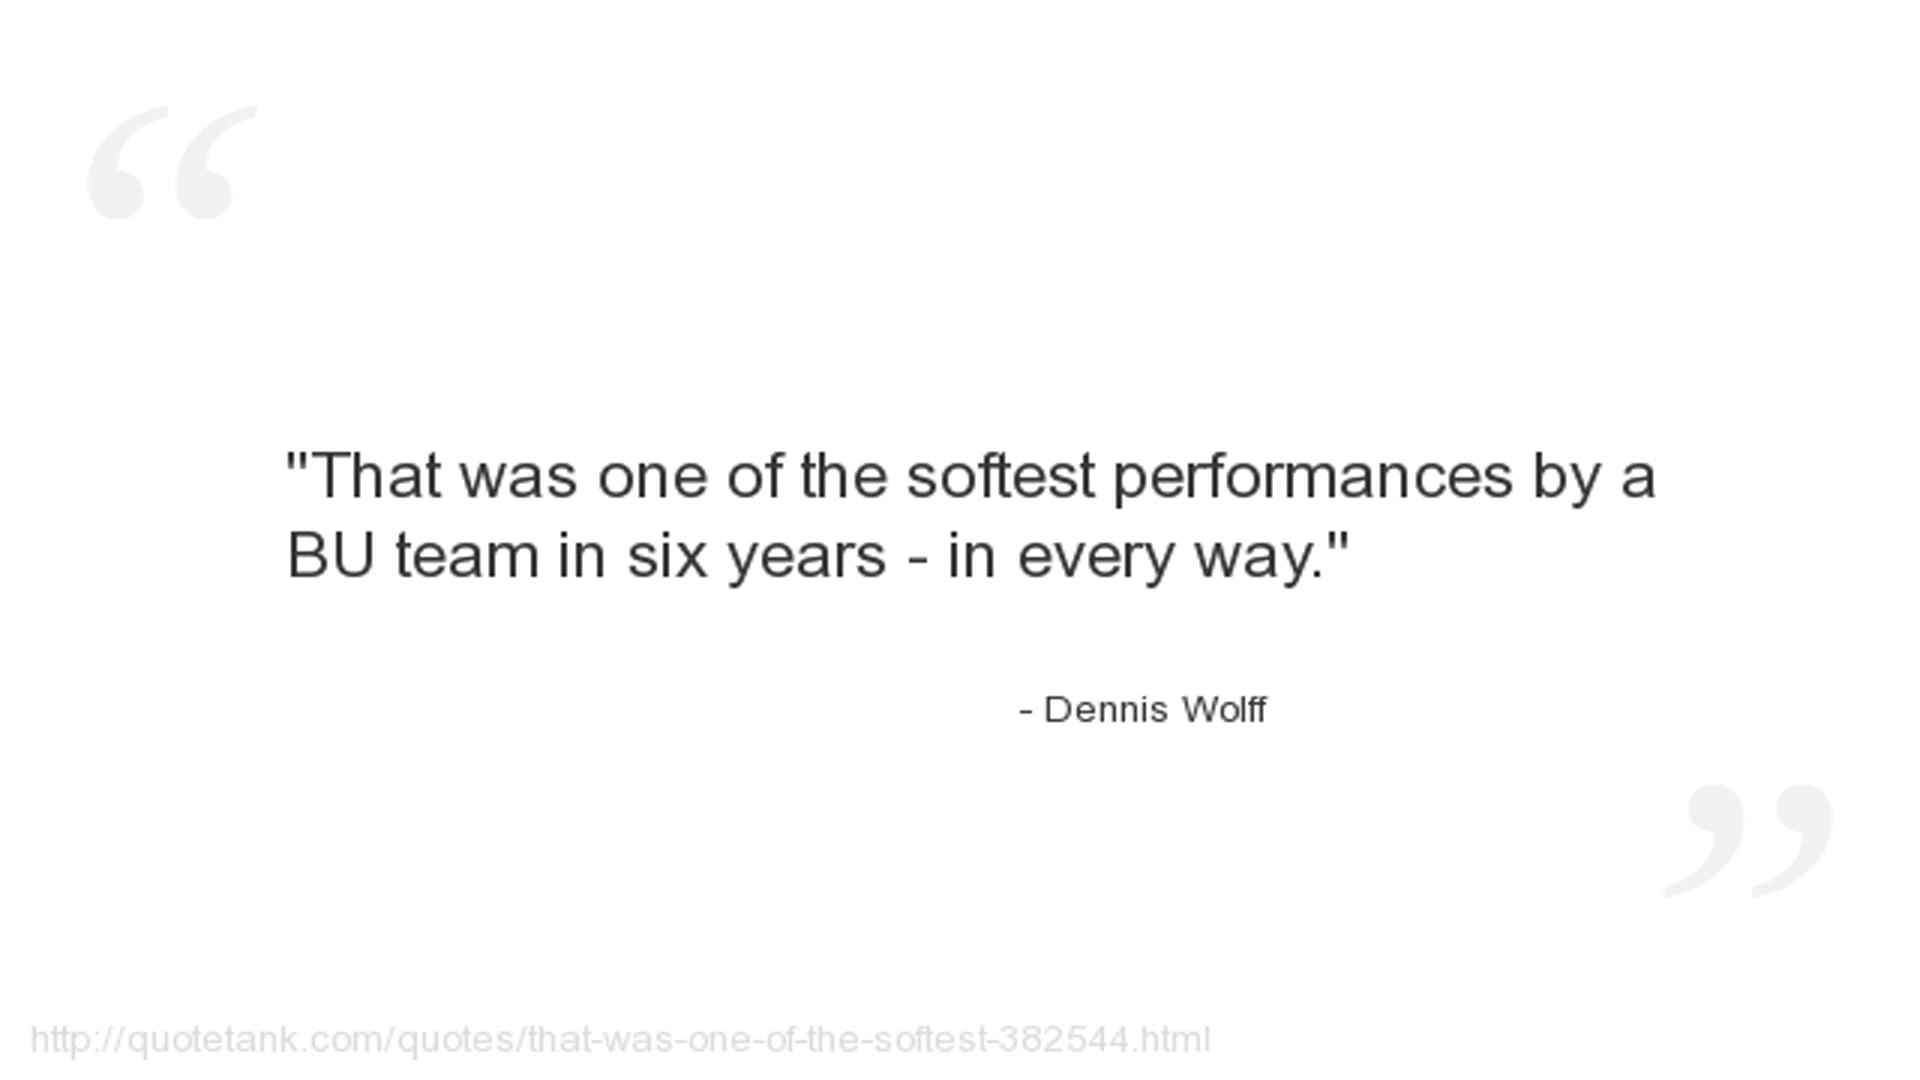 “
"That was one of the softest performances by a
BU team in six years - in every way."
- Dennis Wolff
”
http://quotetank.com/quotes/that-was-one-of-the-softest-382544.html